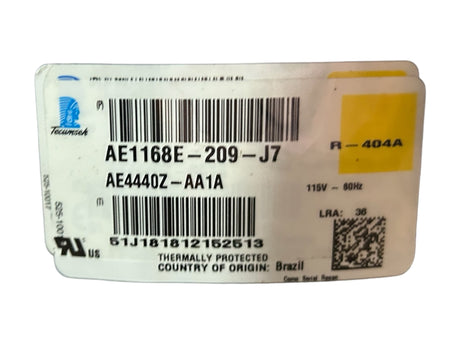 Tecumseh
(P)
AE1168E-209-J7
R-404A
AE4440Z-AA1A
115V - 60Hz
(T)
LRA: 36
51J181812152513
US
THERMALLY PROTECTED
COUNTRY OF ORIGIN: Brazil